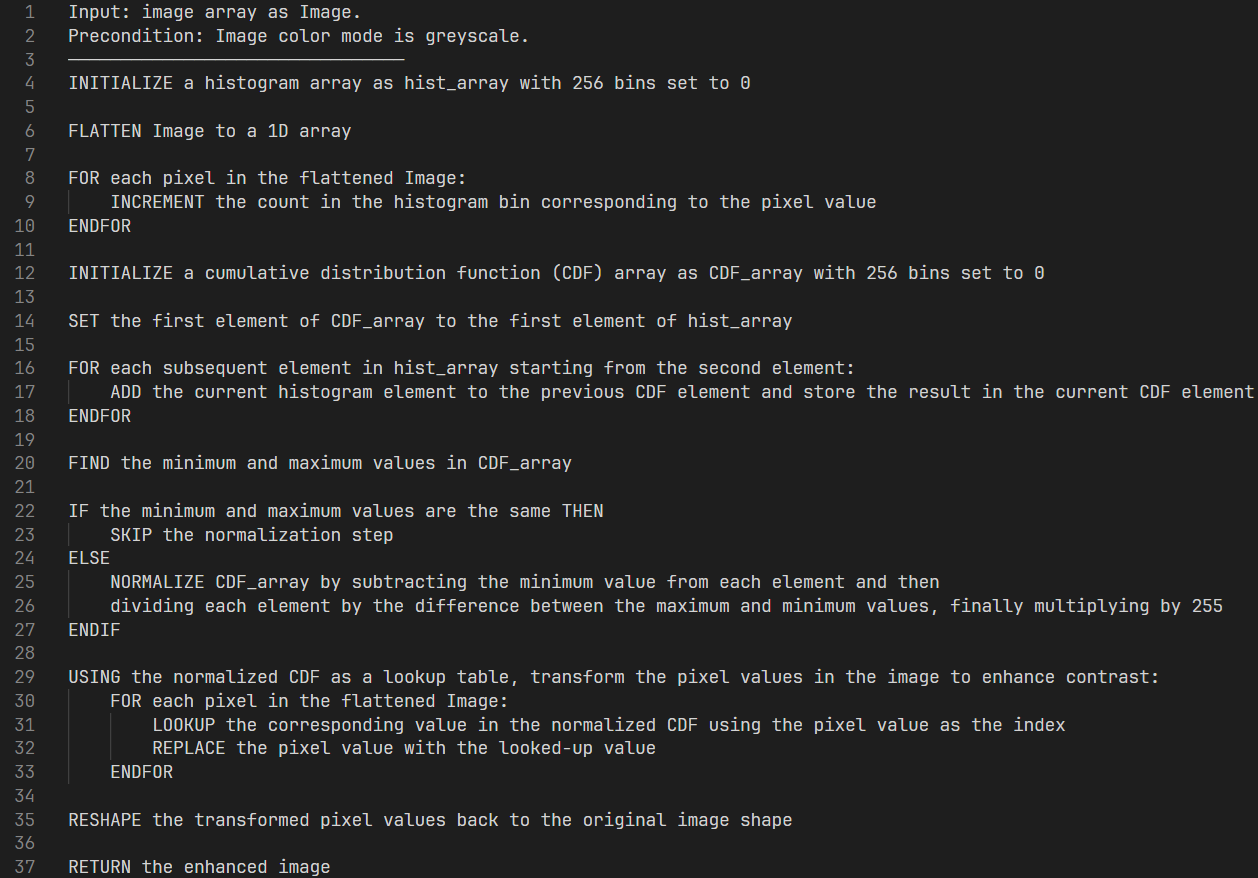 1 Input: image array as Image.
2 Precondition: Image color mode is greyscale.
3 ————————————————————————————————
4 INITIALIZE a histogram array as hist_array with 256 bins set to 0
5
6 FLATTEN Image to a 1D array
7
8 FOR each pixel in the flattened Image:
9     INCREMENT the count in the histogram bin corresponding to the pixel value
10 ENDFOR
11
12 INITIALIZE a cumulative distribution function (CDF) array as CDF_array with 256 bins set to 0
13
14 SET the first element of CDF_array to the first element of hist_array
15
16 FOR each subsequent element in hist_array starting from the second element:
17     ADD the current histogram element to the previous CDF element and store the result in the current CDF element
18 ENDFOR
19
20 FIND the minimum and maximum values in CDF_array
21
22 IF the minimum and maximum values are the same THEN
23     SKIP the normalization step
24 ELSE
25     NORMALIZE CDF_array by subtracting the minimum value from each element and then
26     dividing each element by the difference between the maximum and minimum values, finally multiplying by 255
27 ENDIF
28
29 USING the normalized CDF as a lookup table, transform the pixel values in the image to enhance contrast:
30     FOR each pixel in the flattened Image:
31         LOOKUP the corresponding value in the normalized CDF using the pixel value as the index
32         REPLACE the pixel value with the looked-up value
33     ENDFOR
34
35 RESHAPE the transformed pixel values back to the original image shape
36
37 RETURN the enhanced image